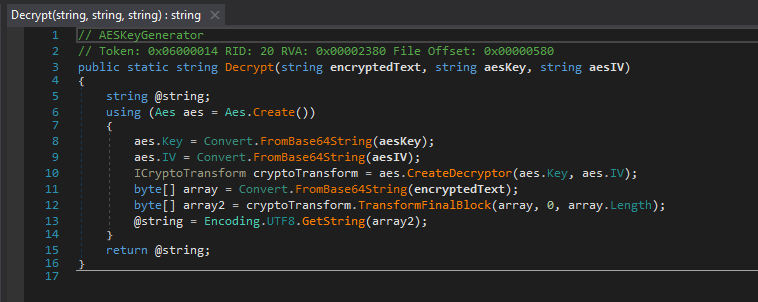 Decrypt(string, string, string) : string ×
1 // AESKeyGenerator
2 // Token: 0x06000014 RID: 20 RVA: 0x00002380 File Offset: 0x00000580
3 public static string Decrypt(string encryptedText, string aesKey, string aesIV)
4 {
5 string @string;
6 using (Aes aes = Aes.Create())
7 {
8 aes.Key = Convert.FromBase64String(aesKey);
9 aes.IV = Convert.FromBase64String(aesIV);
10 ICryptoTransform cryptoTransform = aes.CreateDecryptor(aes.Key, aes.IV);
11 byte[] array = Convert.FromBase64String(encryptedText);
12 byte[] array2 = cryptoTransform.TransformFinalBlock(array, 0, array.Length);
13 @string = Encoding.UTF8.GetString(array2);
14 }
15 return @string;
16 }
17